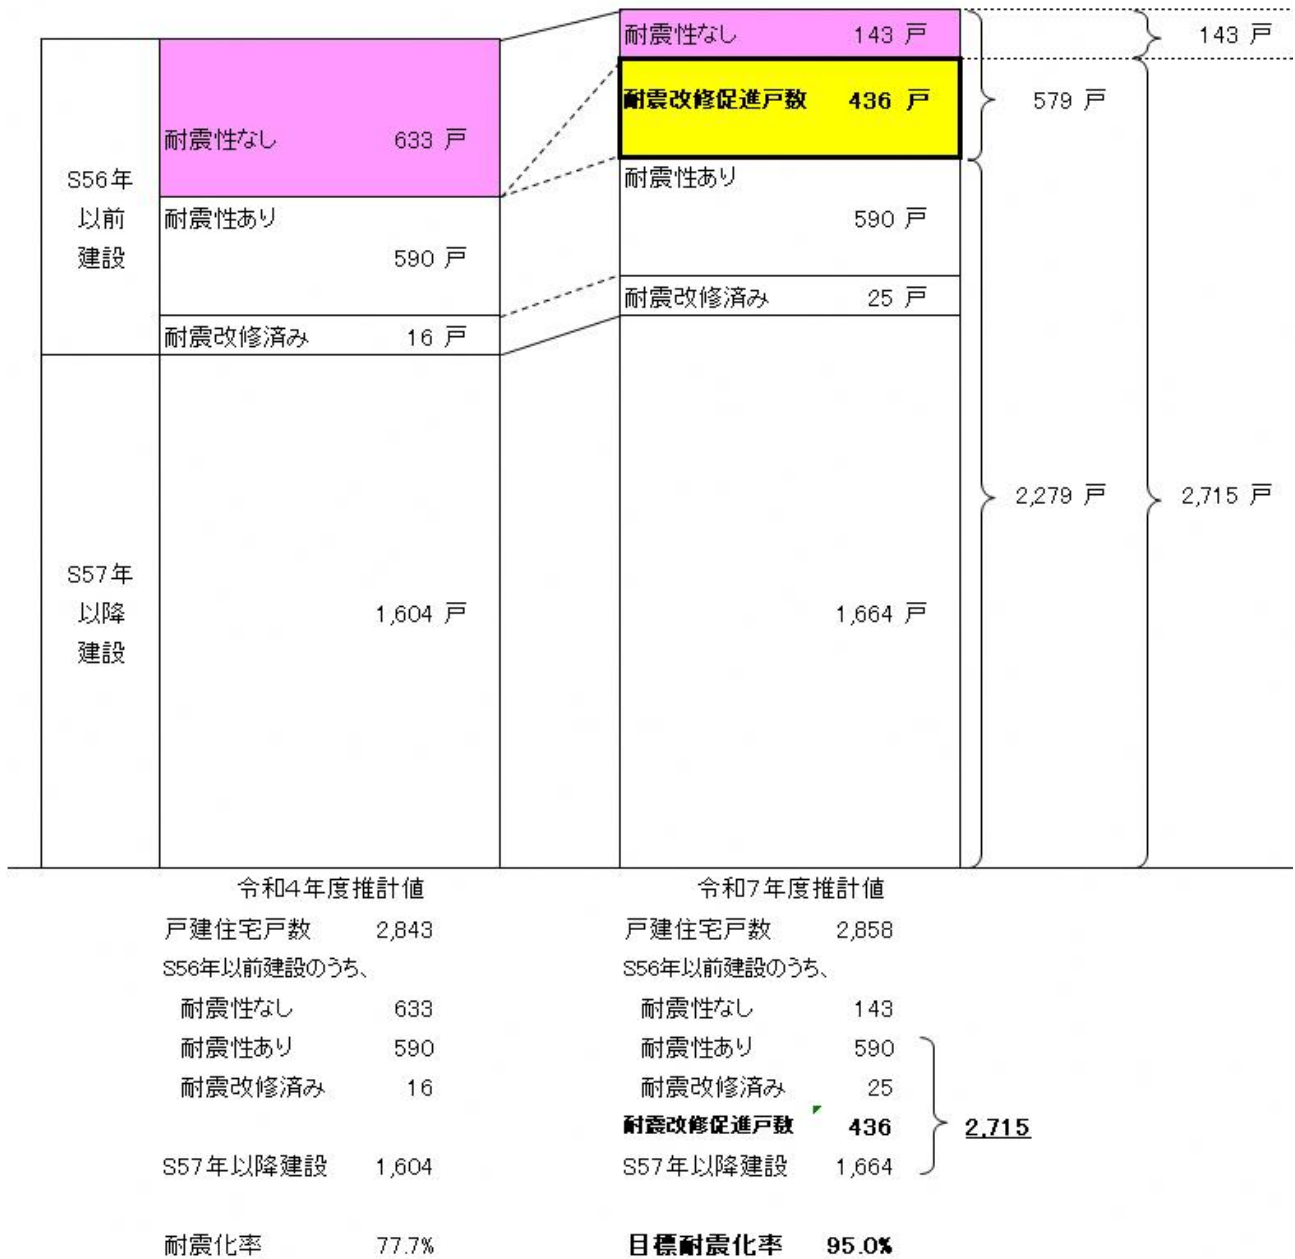 耐震性なし 143 戸
143 戸
耐震改修促進戸数 436 戸
579 戸
耐震性なし 633 戸
S56年
以前
建設
耐震性あり
590 戸
耐震性あり
590 戸
耐震改修済み 25 戸
耐震改修済み 16 戸
2,279 戸
2,715 戸
S57年
以降
建設
1,604 戸
1,664 戸
令和4年度推計値
戸建住宅戸数 2,843
S56年以前建設のうち、
耐震性なし 633
耐震性あり 590
耐震改修済み 16
S57年以降建設 1,604
耐震化率 77.7%
令和7年度推計値
戸建住宅戸数 2,858
S56年以前建設のうち、
耐震性なし 143
耐震性あり 590
耐震改修済み 25
耐震改修促進戸数 436
2,715
S57年以降建設 1,664
目標耐震化率 95.0%